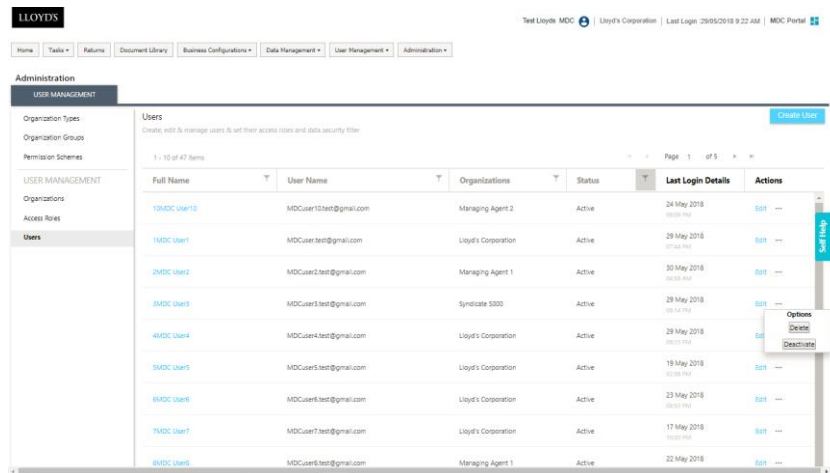 LLOYD'S
Test Lloyds MDC | Lloyd's Corporation | Last Login :29/05/2018 9:22 AM | MDC Portal
Home Tasks Returns Document Library Business Configurations Data Management User Management Administration
Administration
USER MANAGEMENT
Organization Types
Organization Groups
Permission Schemes
USER MANAGEMENT
Organizations
Access Roles
Users
Users
Create User
Create, edit & manage users & set their access roles and data security filter
1 - 10 of 47 items
Page 1 of 5
Full Name User Name Organizations Status Last Login Details Actions
10MDC User10 MDCuser10.test@gmail.com Managing Agent 2 Active 24 May 2018 Edit ---
1MDC User1 MDCuser.test@gmail.com Lloyd's Corporation Active 29 May 2018 Edit ---
2MDC User2 MDCuser2.test@gmail.com Managing Agent 1 Active 30 May 2018 Edit ---
3MDC User3 MDCuser3.test@gmail.com Syndicate 5000 Active 29 May 2018 Edit ---
4MDC User4 MDCuser4.test@gmail.com Lloyd's Corporation Active 29 May 2018
5MDC User5 MDCuser5.test@gmail.com Lloyd's Corporation Active 19 May 2018 Edit ---
6MDC User6 MDCuser6.test@gmail.com Lloyd's Corporation Active 23 May 2018 Edit ---
7MDC User7 MDCuser7.test@gmail.com Lloyd's Corporation Active 17 May 2018 Edit ---
MDCuser8.test@gmail.com Managing Agent 1 Active 22 May 2018 Edit ---
Self Help
Options
Delete
Deactivate